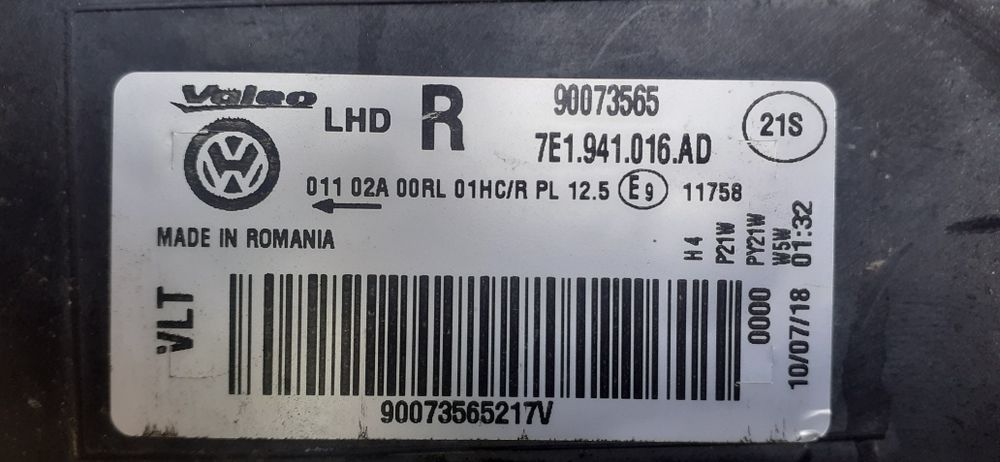 Valeo
LHD R 90073565
7E1.941.016.AD
21S
011 02A 00RL 01HC/R PL 12.5 E9 11758
MADE IN ROMANIA
H4
P21W
PY21W
W5W
VLT
0000
10/07/18 01:32
90073565217V